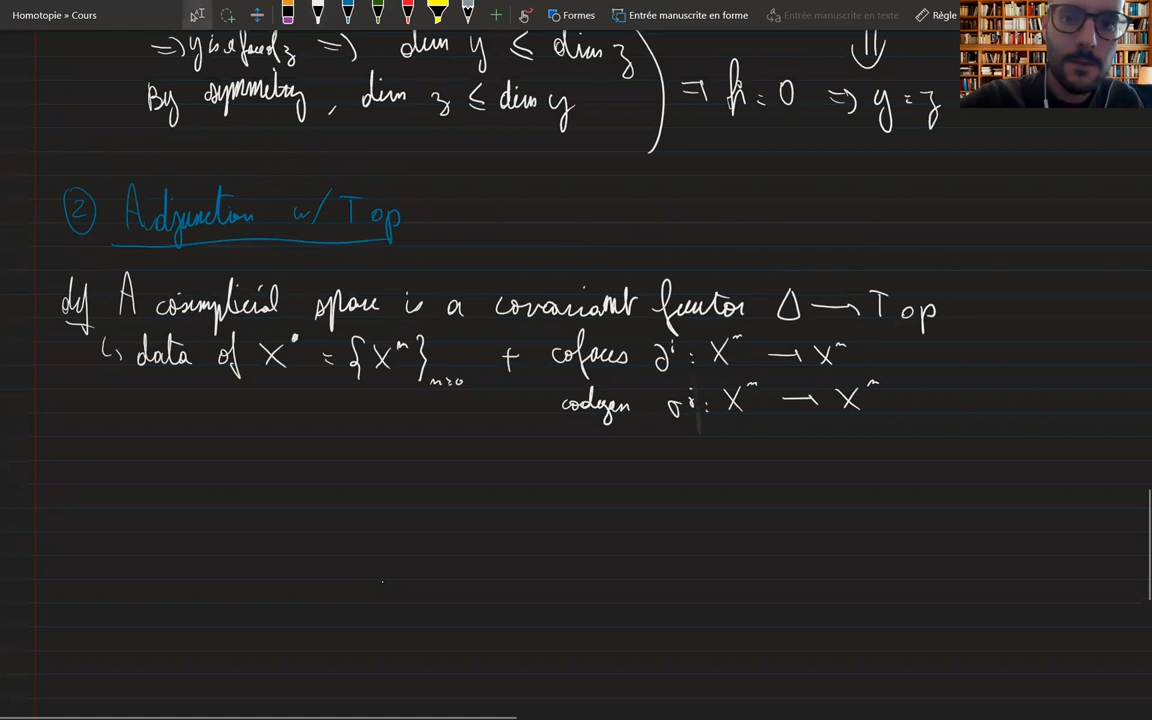 Homotopie » Cours
Formes Entrée manuscrite en forme Entrée manuscrite en texte Règle
⇒ y is a face of z ⇒ dim y ≤ dim z
By symmetry, dim z ≤ dim y ⇒ k = 0 ⇒ y = z
② Adjunction w/ Top
def A cosimplicial space is a covariant functor Δ → Top
↳ data of X• = {Xⁿ}ₙ≥₀ + cofaces ∂ⁱ : Xⁿ → Xⁿ
codegen σʲ : Xⁿ → Xⁿ